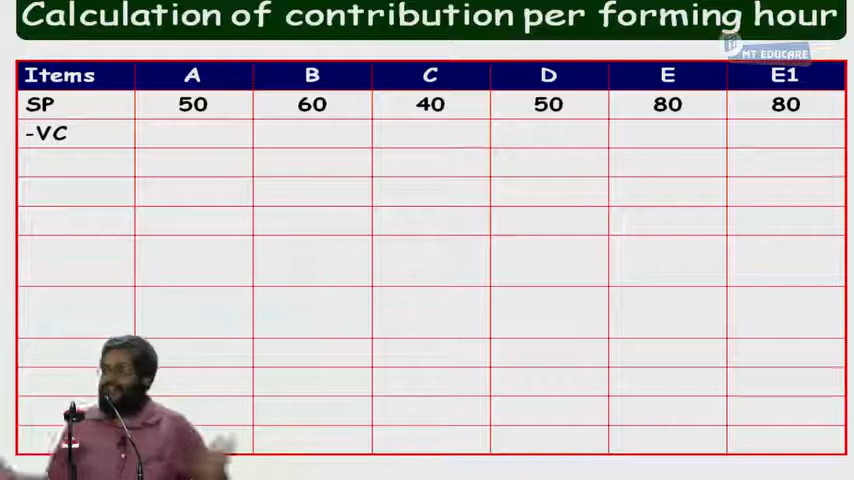 Calculation of contribution per forming hour
MT EDUCARE
Items A B C D E E1
SP 50 60 40 50 80 80
-VC